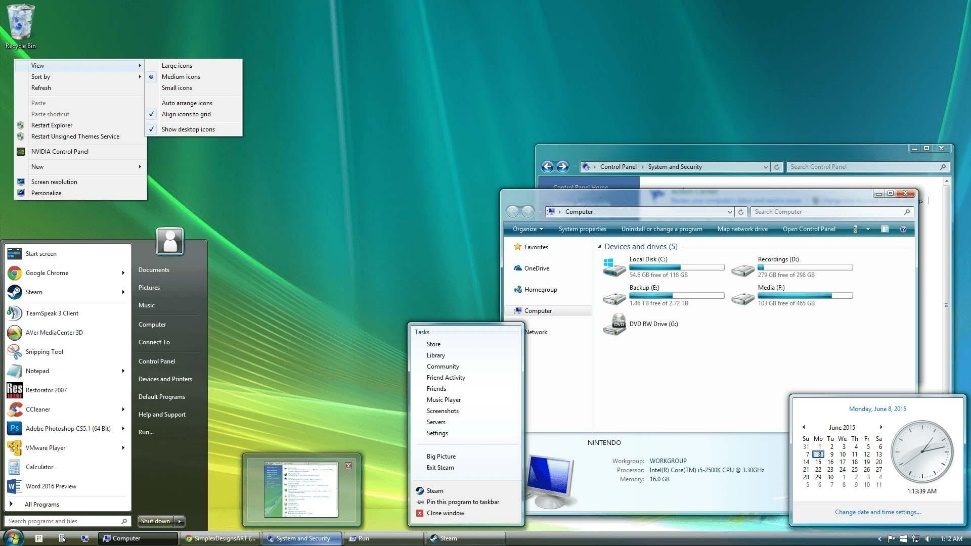 Recycle Bin
View
Sort by
Refresh
Paste
Paste shortcut
Restart Explorer
Restart Unsigned Themes Service
NVIDIA Control Panel
New
Screen resolution
Personalize
Large icons
Medium icons
Small icons
Auto arrange icons
Align icons to grid
Show desktop icons
Control Panel
System and Security
Search Control Panel
Control Panel Home
Computer
Search Computer
Organize
System properties
Uninstall or change a program
Map network drive
Open Control Panel
Favorites
OneDrive
Homegroup
Computer
Network
Devices and drives (5)
Local Disk (C:)
54.6 GB free of 118 GB
Recordings (D:)
279 GB free of 298 GB
Backup (E:)
1.46 TB free of 2.72 TB
Media (F:)
103 GB free of 465 GB
DVD RW Drive (G:)
DVD
NINTENDO
Workgroup: WORKGROUP
Processor: Intel(R) Core(TM) i5-2500K CPU @ 3.30GHz
Memory: 16.0 GB
Start screen
Google Chrome
Steam
TeamSpeak 3 Client
AVer MediaCenter 3D
Snipping Tool
Notepad
Res
Restorator 2007
CCleaner
Ps
Adobe Photoshop CS5.1 (64 Bit)
VMware Player
Calculator
Word 2016 Preview
All Programs
Search programs and files
Shut down
Documents
Pictures
Music
Computer
Connect To
Control Panel
Devices and Printers
Default Programs
Help and Support
Run...
Tasks
Store
Library
Community
Friend Activity
Friends
Music Player
Screenshots
Servers
Settings
Big Picture
Exit Steam
Steam
Pin this program to taskbar
Close window
Monday, June 8, 2015
June 2015
Su Mo Tu We Th Fr Sa
31 1 2 3 4 5 6
7 8 9 10 11 12 13
14 15 16 17 18 19 20
21 22 23 24 25 26 27
28 29 30 1 2 3 4
5 6 7 8 9 10 11
1:13:39 AM
Change date and time settings...
Computer
SimplexDesignsART (...
System and Security
Run
Steam
1:12 AM